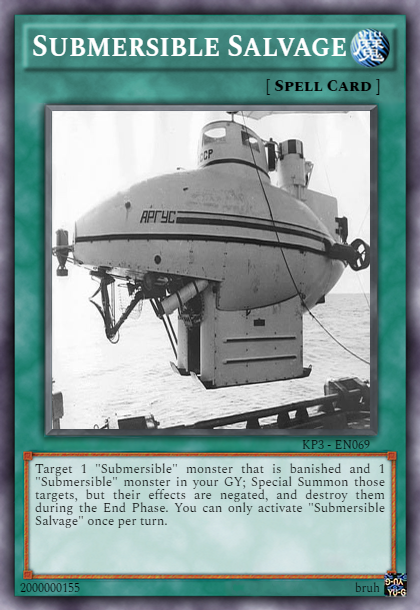 SUBMERSIBLE SALVAGE 魔
[ SPELL CARD ]
CCP
АРГУС
KP3 - EN069
Target 1 "Submersible" monster that is banished and 1
"Submersible" monster in your GY; Special Summon those
targets, but their effects are negated, and destroy them
during the End Phase. You can only activate "Submersible
Salvage" once per turn.
2000000155
bruh